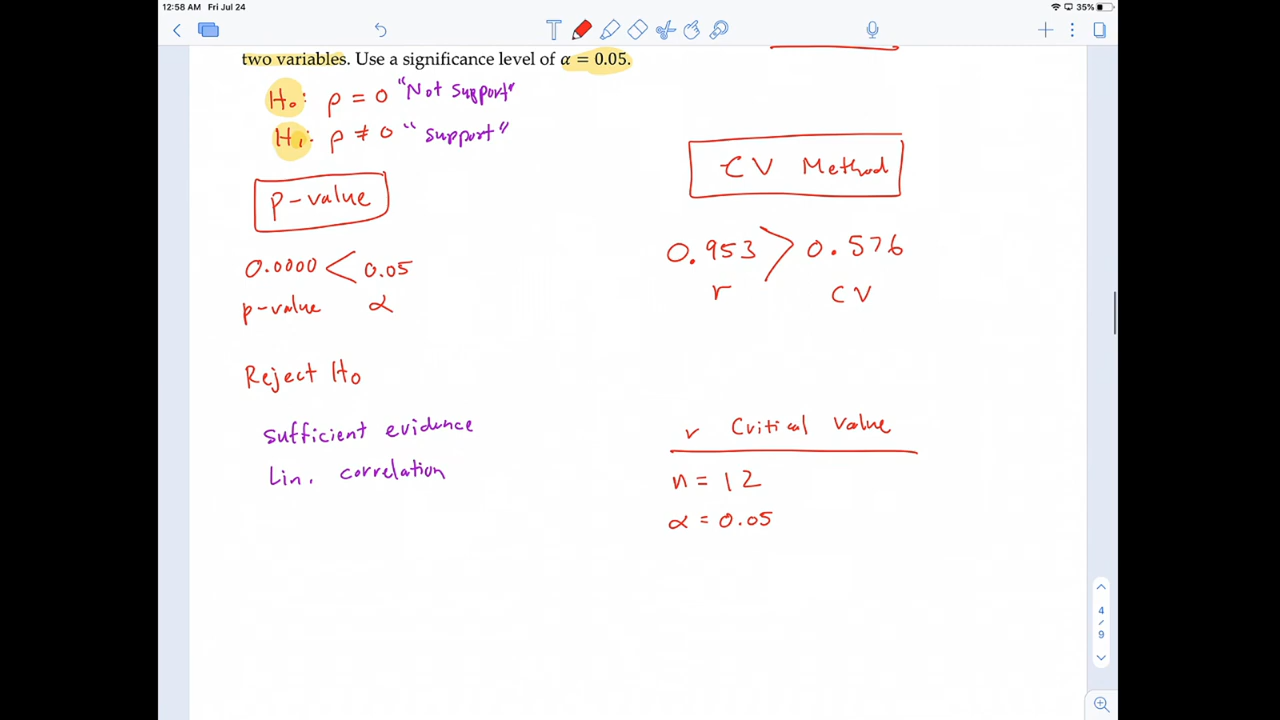 12:58 AM Fri Jul 24
35%
two variables. Use a significance level of α = 0.05.
H₀: ρ = 0 "Not Support"
H₁: ρ ≠ 0 "Support"
P-value
0.0000 < 0.05
p-value α
Reject H₀
Sufficient evidence
Lin. correlation
CV Method
0.953 > 0.576
r CV
r Critical Value
n = 12
α = 0.05
4
/
9